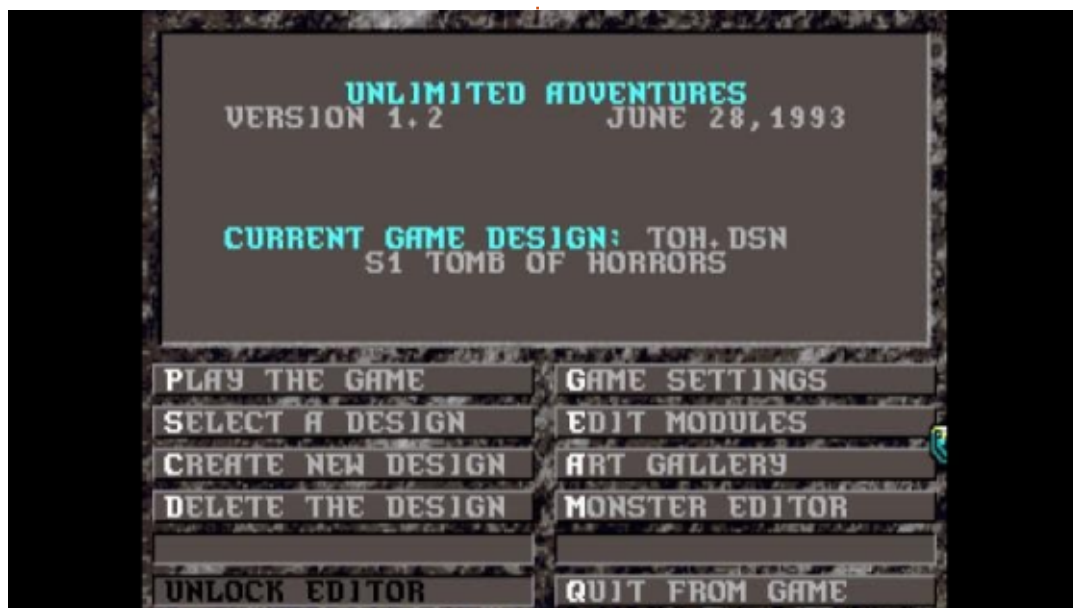 UNLIMITED ADVENTURES
VERSION 1.2 JUNE 28,1993
CURRENT GAME DESIGN: TOH.DSN
S1 TOMB OF HORRORS
PLAY THE GAME
GAME SETTINGS
SELECT A DESIGN
EDIT MODULES
CREATE NEW DESIGN
ART GALLERY
DELETE THE DESIGN
MONSTER EDITOR
UNLOCK EDITOR
QUIT FROM GAME